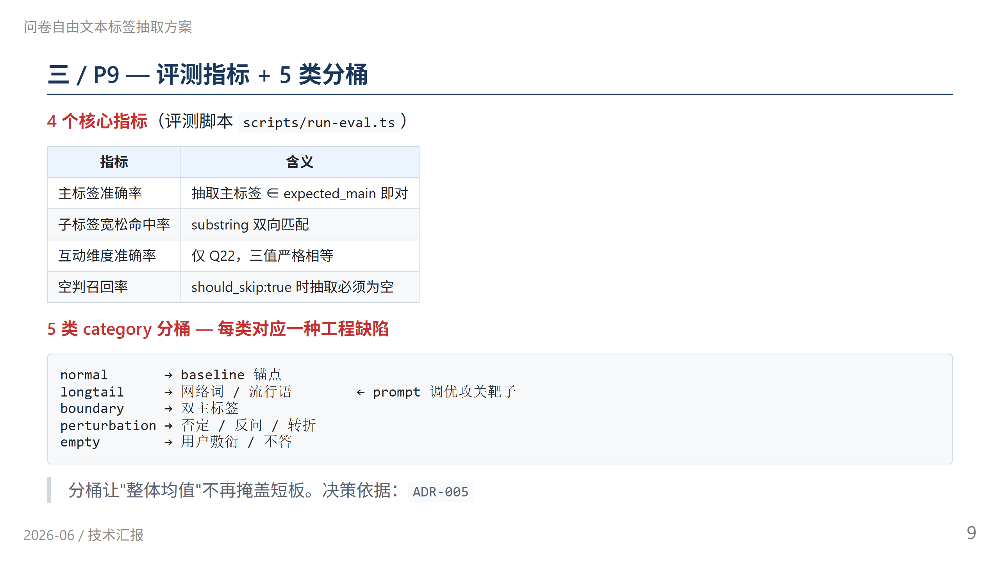 问卷自由文本标签抽取方案
三 / P9 — 评测指标 + 5 类分桶
4 个核心指标（评测脚本 scripts/run-eval.ts）
指标 含义
主标签准确率 抽取主标签 ∈ expected_main 即对
子标签宽松命中率 substring 双向匹配
互动维度准确率 仅 Q22，三值严格相等
空判召回率 should_skip:true 时抽取必须为空
5 类 category 分桶 — 每类对应一种工程缺陷
normal → baseline 锚点
longtail → 网络词 / 流行语 ← prompt 调优攻关靶子
boundary → 双主标签
perturbation → 否定 / 反问 / 转折
empty → 用户敷衍 / 不答
分桶让"整体均值"不再掩盖短板。决策依据：ADR-005
2026-06 / 技术汇报
9